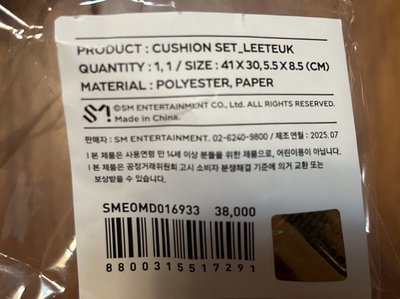 PRODUCT : CUSHION SET_LEETEUK
QUANTITY : 1, 1 / SIZE : 41 X 30, 5.5 X 8.5 (CM)
MATERIAL : POLYESTER, PAPER
SM ©SM ENTERTAINMENT CO., Ltd. ALL RIGHTS RESERVED.
Made in China.
판매자 : SM ENTERTAINMENT. 02-6240-9800 / 제조 연월 : 2025.07
l 본 제품은 사용연령 만 14세 이상 분들을 위한 제품으로, 어린이용이 아닙니다.
l 본 제품은 공정거래위원회 고시 소비자 분쟁해결 기준에 의거 교환 또는
보상받을 수 있습니다.
SMEOMD016933 38,000
8800315517291